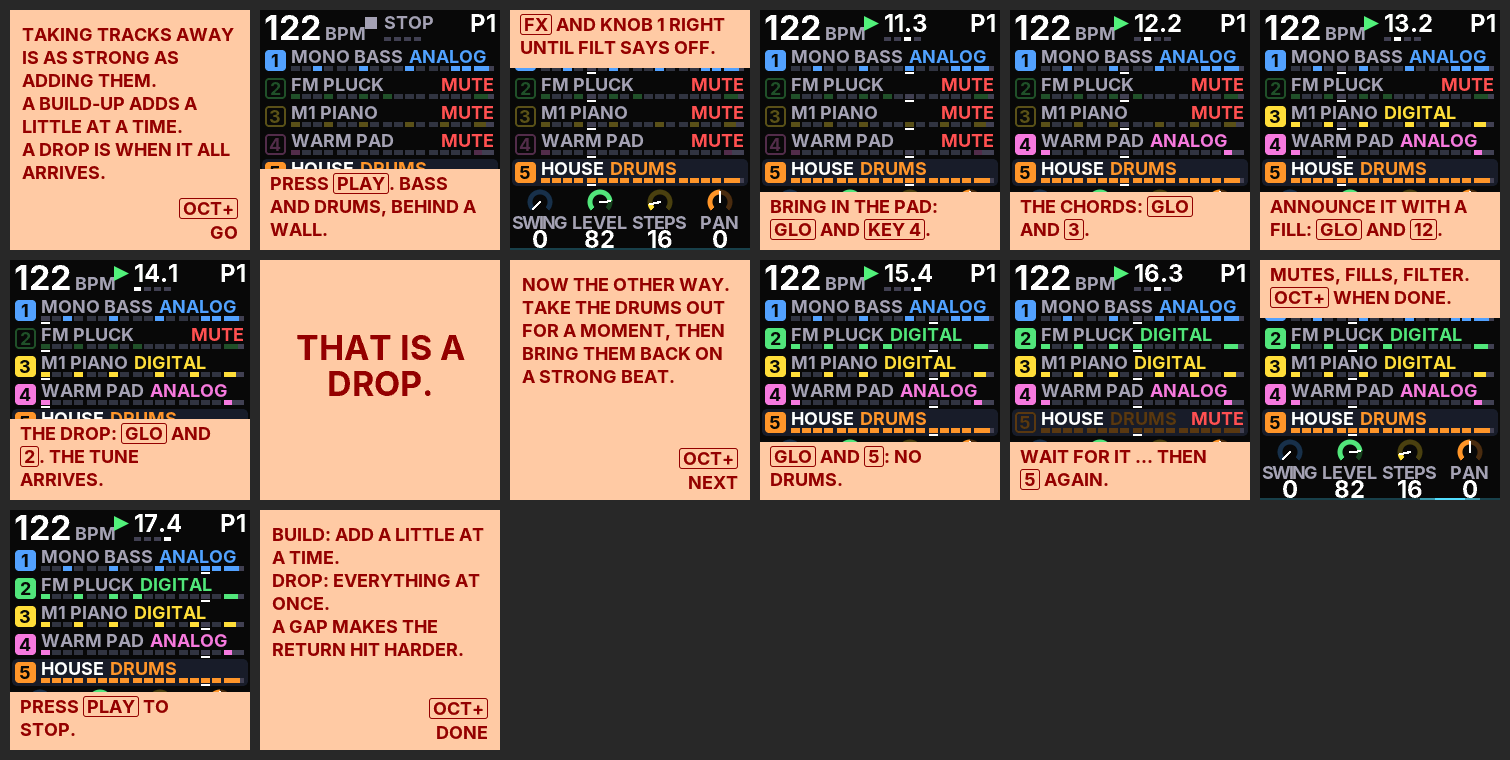 TAKING TRACKS AWAY
IS AS STRONG AS
ADDING THEM.
A BUILD-UP ADDS A
LITTLE AT A TIME.
A DROP IS WHEN IT ALL
ARRIVES.
OCT+
GO
122 BPM STOP P1
1 MONO BASS ANALOG
2 FM PLUCK MUTE
3 M1 PIANO MUTE
4 WARM PAD MUTE
5 HOUSE DRUMS
PRESS PLAY. BASS
AND DRUMS, BEHIND A
WALL.
FX AND KNOB 1 RIGHT
UNTIL FILT SAYS OFF.
2 FM PLUCK MUTE
3 M1 PIANO MUTE
4 WARM PAD MUTE
5 HOUSE DRUMS
SWING LEVEL STEPS PAN
0 82 16 0
122 BPM 11.3 P1
1 MONO BASS ANALOG
2 FM PLUCK MUTE
3 M1 PIANO MUTE
4 WARM PAD MUTE
5 HOUSE DRUMS
BRING IN THE PAD:
GLO AND KEY 4.
122 BPM 12.2 P1
1 MONO BASS ANALOG
2 FM PLUCK MUTE
3 M1 PIANO MUTE
4 WARM PAD ANALOG
5 HOUSE DRUMS
THE CHORDS: GLO
AND 3.
122 BPM 13.2 P1
1 MONO BASS ANALOG
2 FM PLUCK MUTE
3 M1 PIANO DIGITAL
4 WARM PAD ANALOG
5 HOUSE DRUMS
ANNOUNCE IT WITH A
FILL: GLO AND 12.
122 BPM 14.1 P1
1 MONO BASS ANALOG
2 FM PLUCK MUTE
3 M1 PIANO DIGITAL
4 WARM PAD ANALOG
5 HOUSE DRUMS
THE DROP: GLO AND
2. THE TUNE
ARRIVES.
THAT IS A
DROP.
NOW THE OTHER WAY.
TAKE THE DRUMS OUT
FOR A MOMENT, THEN
BRING THEM BACK ON
A STRONG BEAT.
OCT+
NEXT
122 BPM 15.4 P1
1 MONO BASS ANALOG
2 FM PLUCK DIGITAL
3 M1 PIANO DIGITAL
4 WARM PAD ANALOG
5 HOUSE DRUMS
GLO AND 5: NO
DRUMS.
122 BPM 16.3 P1
1 MONO BASS ANALOG
2 FM PLUCK DIGITAL
3 M1 PIANO DIGITAL
4 WARM PAD ANALOG
5 HOUSE DRUMS MUTE
WAIT FOR IT ... THEN
5 AGAIN.
MUTES, FILLS, FILTER.
OCT+ WHEN DONE.
2 FM PLUCK DIGITAL
3 M1 PIANO DIGITAL
4 WARM PAD ANALOG
5 HOUSE DRUMS
SWING LEVEL STEPS PAN
0 82 16 0
122 BPM 17.4 P1
1 MONO BASS ANALOG
2 FM PLUCK DIGITAL
3 M1 PIANO DIGITAL
4 WARM PAD ANALOG
5 HOUSE DRUMS
PRESS PLAY TO
STOP.
BUILD: ADD A LITTLE AT
A TIME.
DROP: EVERYTHING AT
ONCE.
A GAP MAKES THE
RETURN HIT HARDER.
OCT+
DONE